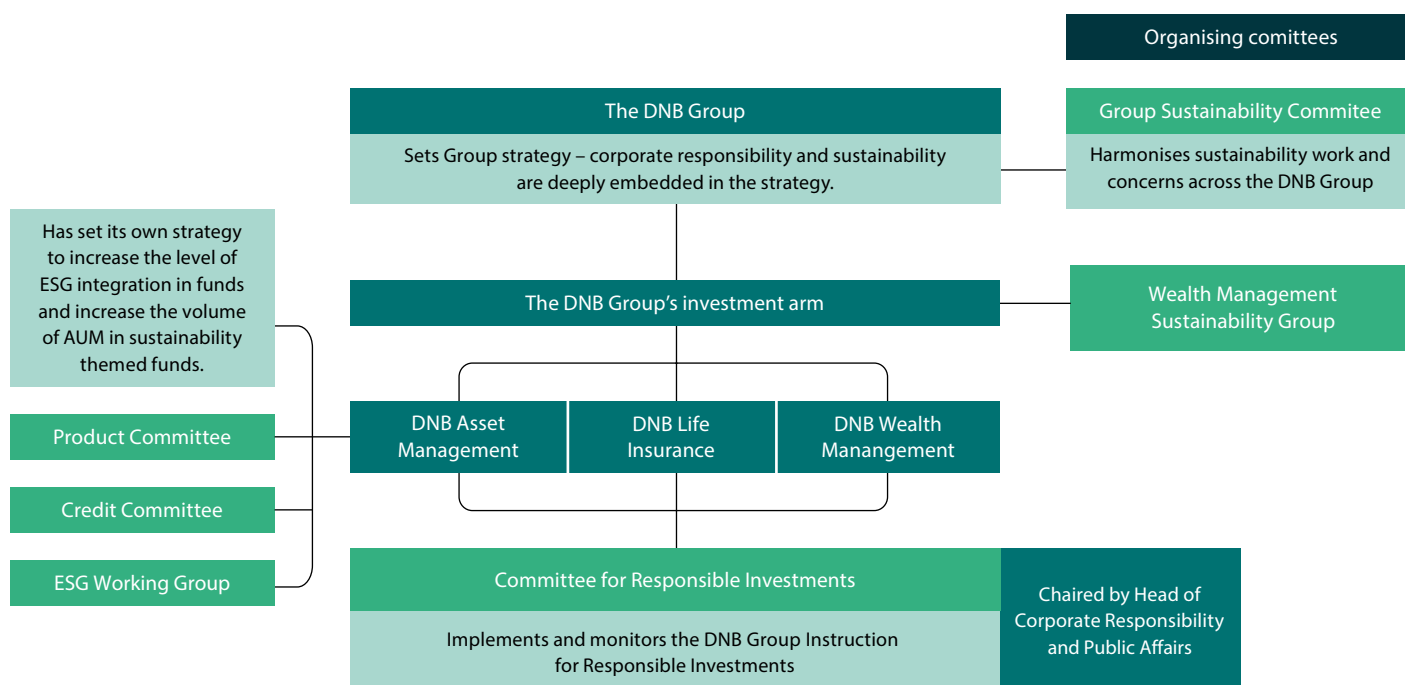 Organising comittees
The DNB Group
Sets Group strategy – corporate responsibility and sustainability
are deeply embedded in the strategy.
Group Sustainability Commitee
Harmonises sustainability work and
concerns across the DNB Group
Has set its own strategy
to increase the level of
ESG integration in funds
and increase the volume
of AUM in sustainability
themed funds.
The DNB Group’s investment arm
Wealth Management
Sustainability Group
Product Committee
Credit Committee
ESG Working Group
DNB Asset
Management
DNB Life
Insurance
DNB Wealth
Manangement
Committee for Responsible Investments
Implements and monitors the DNB Group Instruction
for Responsible Investments
Chaired by Head of
Corporate Responsibility
and Public Affairs